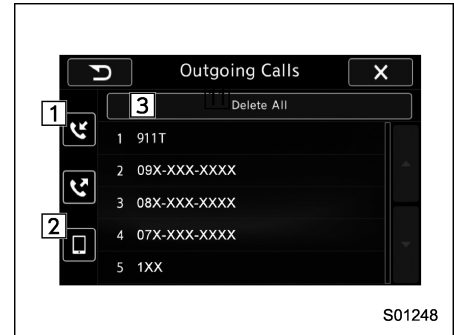 Outgoing Calls
X
1
3
Delete All
1 911T
2 09X-XXX-XXXX
3 08X-XXX-XXXX
2
4 07X-XXX-XXXX
5 1XX
S01248